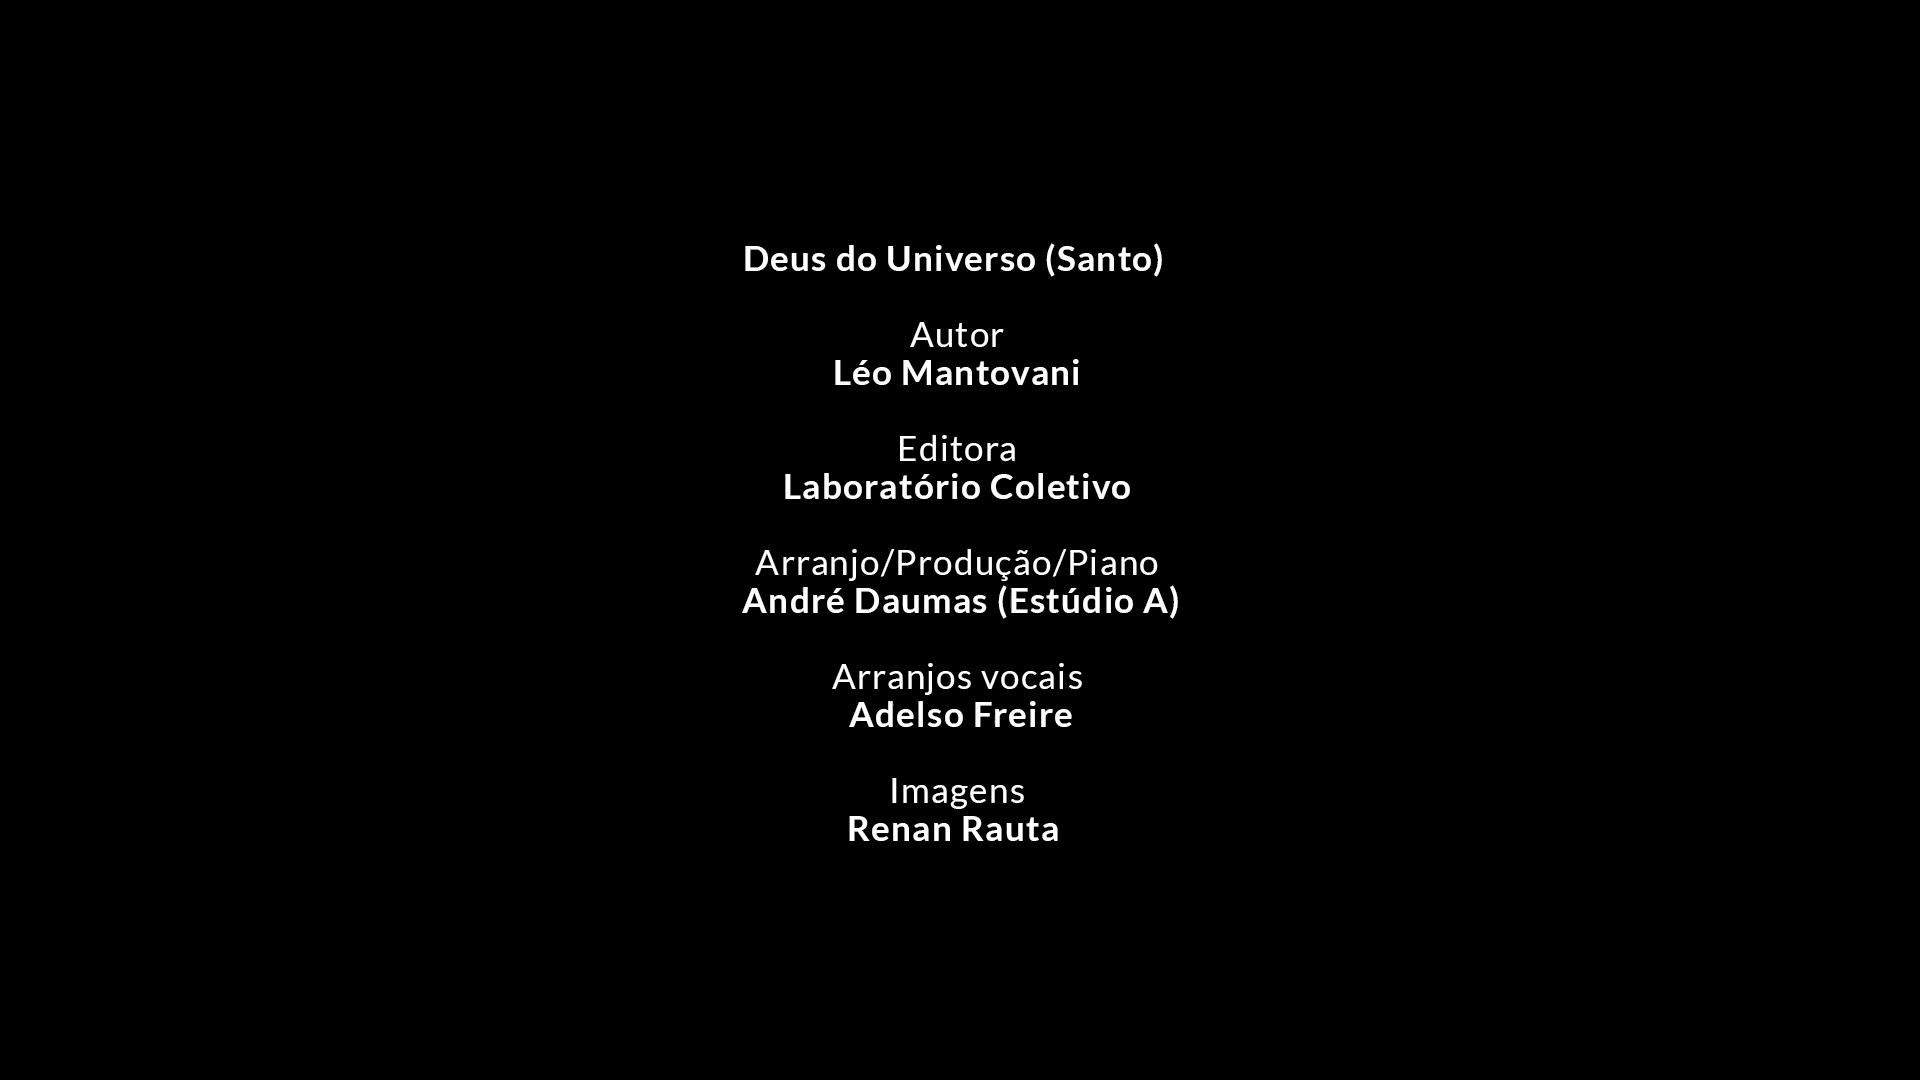 Deus do Universo (Santo)
Autor
Léo Mantovani
Editora
Laboratório Coletivo
Arranjo/Produção/Piano
André Daumas (Estúdio A)
Arranjos vocais
Adelso Freire
Imagens
Renan Rauta